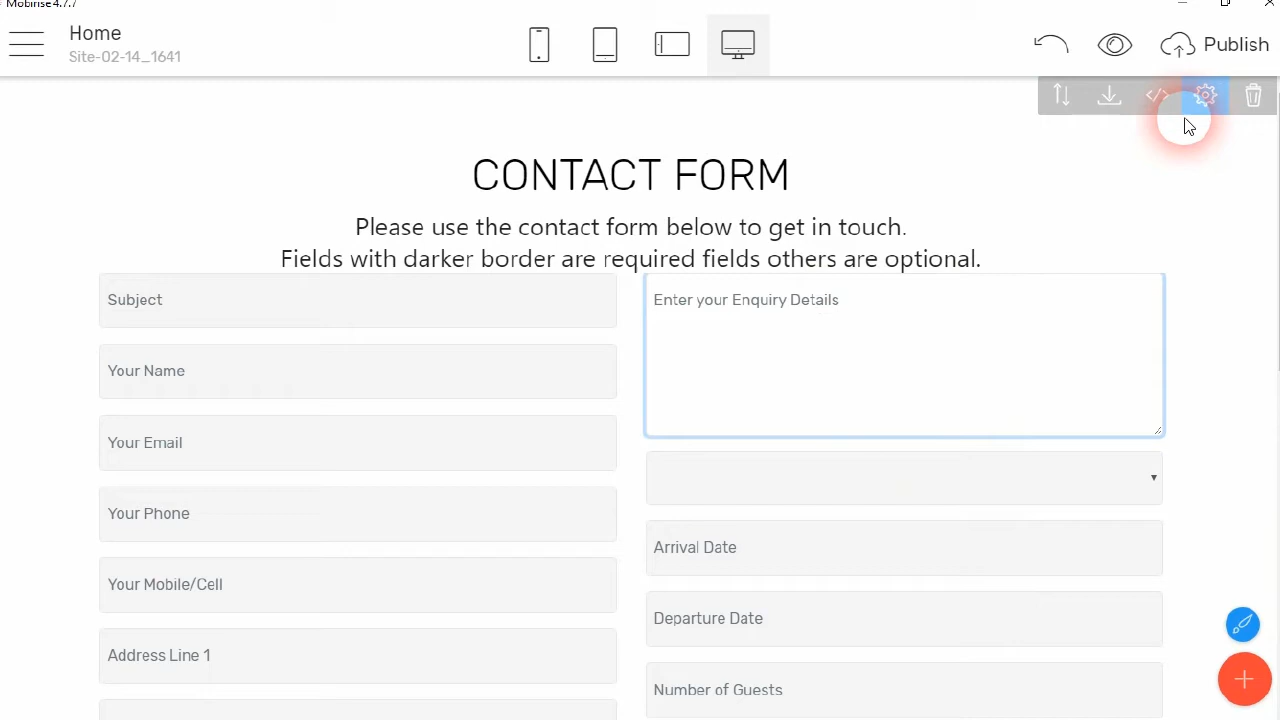 Mobirise 4.7.7
Home
Site-02-14_1641
Publish
CONTACT FORM
Please use the contact form below to get in touch.
Fields with darker border are required fields others are optional.
Subject
Enter your Enquiry Details
Your Name
Your Email
Your Phone
Arrival Date
Your Mobile/Cell
Departure Date
Address Line 1
Number of Guests